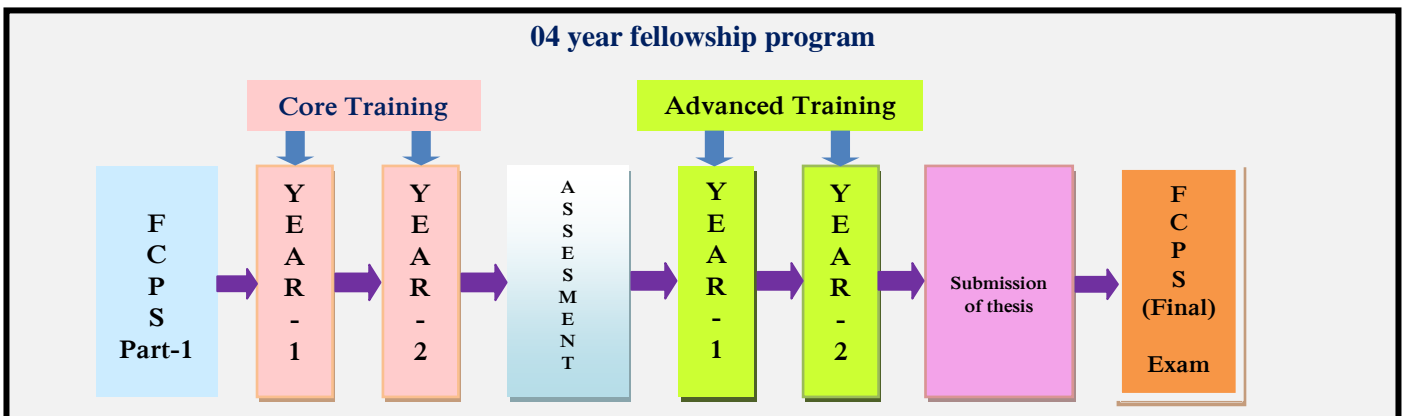 04 year fellowship program
Core Training
Advanced Training
F
C
P
S
Part-1
Y
E
A
R
-
1
Y
E
A
R
-
2
A
S
S
E
S
M
E
N
T
Y
E
A
R
-
1
Y
E
A
R
-
2
Submission
of thesis
F
C
P
S
(Final)
Exam